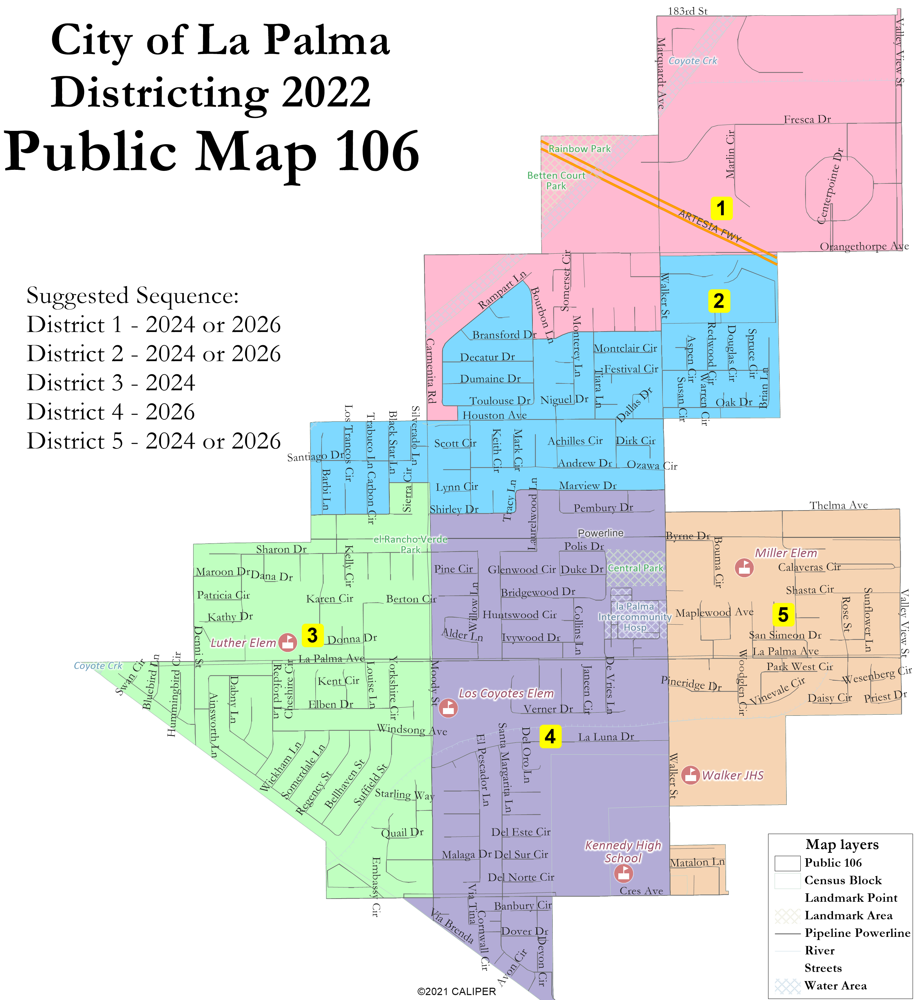 City of La Palma
Districting 2022
Public Map 106
Suggested Sequence:
District 1 - 2024 or 2026
District 2 - 2024 or 2026
District 3 - 2024
District 4 - 2026
District 5 - 2024 or 2026
183rd St
Marquardt Ave
Coyote Crk
Valley View St
Fresca Dr
Marlin Cir
Centerpointe Dr
Rainbow Park
Betten Court
Park
1
ARTESIA FWY
Orangethorpe Ave
Rampart Ln
Bourbon Ln
Somerset Cir
Walker St
2
Carmenita Rd
Bransford Dr
Monterey Ln
Montclair Cir
Aspen Cir
Redwood Cir
Douglas Cir
Spruce Cir
Decatur Dr
Festival Cir
Tiara Ln
Dumaine Dr
Toulouse Dr
Niguel Dr
Dallas Dr
Susan Cir
Warren Cir
Oak Dr
Brian Ln
Houston Ave
Los Trancos Cir
Trabuco Ln
Black Star Ln
Silverado Ln
Santiago Dr
Barbi Ln
Carbon Cir
Sierra Cir
Scott Cir
Keith Cir
Mark Cir
Achilles Cir
Dirk Cir
Andrew Dr
Ozawa Cir
Lynn Cir
Tracy Ln
Laurelwood Ln
Marview Dr
Shirley Dr
Pembury Dr
Thelma Ave
Powerline
el Rancho Verde
Park
Byrne Dr
Bouma Cir
Miller Elem
Sharon Dr
Kelly Cir
Polis Dr
Maroon Dr
Dana Dr
Pine Cir
Glenwood Cir
Duke Dr
Central Park
Calaveras Cir
Patricia Cir
Karen Cir
Berton Cir
Willow Ln
Bridgewood Dr
Shasta Cir
Rose St
Sunflower Ln
Valley View St
Kathy Dr
Huntswood Cir
Collins Ln
la Palma
Intercommunity
Hosp
Maplewood Ave
5
Denni St
Luther Elem
3
Donna Dr
Alder Ln
Ivywood Dr
San Simeon Dr
La Palma Ave
La Palma Ave
Coyote Crk
Swan Cir
Bluebird Ln
Hummingbird Cir
Ainsworth Ln
Dabny Ln
Redford Ln
Cheshire Cir
Kent Cir
Louise Ln
Yorkshire Cir
Moody St
Elben Dr
Los Coyotes Elem
Verner Dr
Janeen Cir
De Vries Ln
Pineridge Dr
Woodglen Cir
Park West Cir
Vinevale Cir
Wesenberg Cir
Daisy Cir
Priest Dr
Windsong Ave
4
La Luna Dr
El Pescador Ln
Santa Margarita Ln
Del Oro Ln
Wickham Ln
Somerdale Ln
Regency St
Bellhaven St
Suffield St
Starling Way
Walker St
Walker JHS
Quail Dr
Del Este Cir
Malaga Dr
Del Sur Cir
Kennedy High
School
Matalon Ln
Embassy Cir
Del Norte Cir
Cres Ave
Via Tina
Via Brenda
Cornwall Cir
Banbury Cir
Dover Dr
Devon Cir
Avon Cir
Map layers
Public 106
Census Block
Landmark Point
Landmark Area
Pipeline Powerline
River
Streets
Water Area
©2021 CALIPER